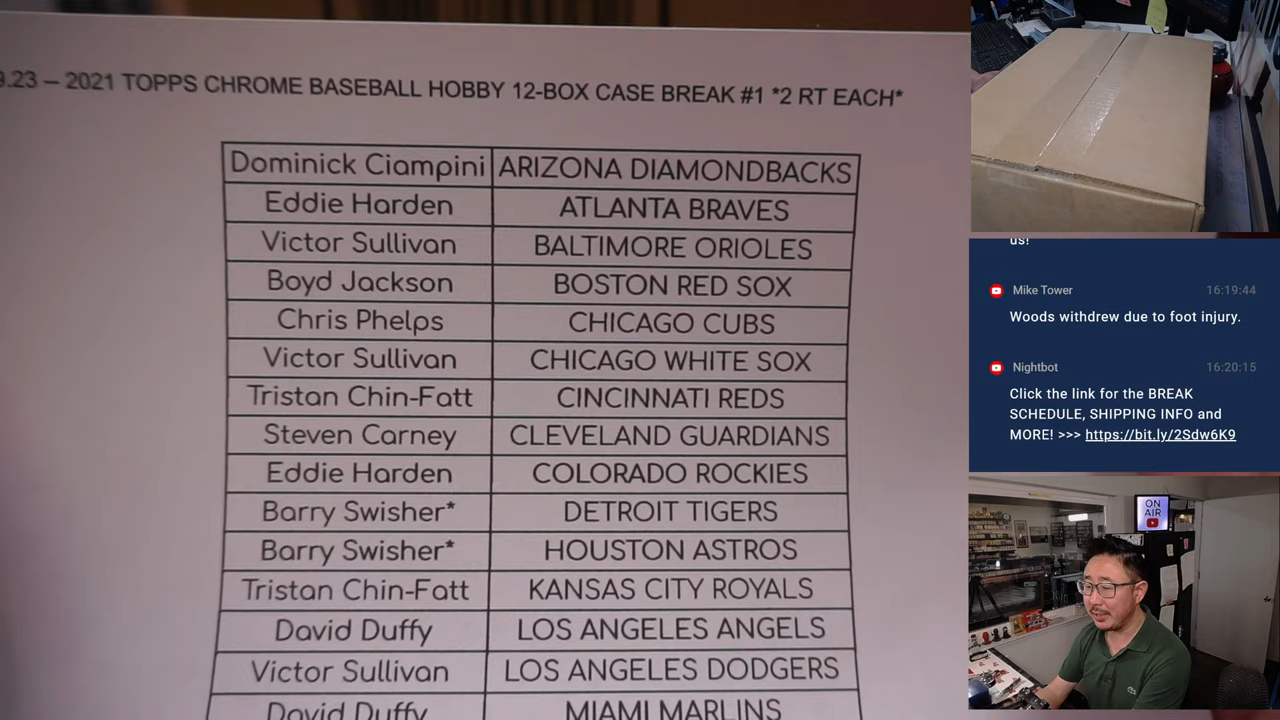 9.23 – 2021 TOPPS CHROME BASEBALL HOBBY 12-BOX CASE BREAK #1 *2 RT EACH*
Dominick Ciampini ARIZONA DIAMONDBACKS
Eddie Harden ATLANTA BRAVES
Victor Sullivan BALTIMORE ORIOLES
Boyd Jackson BOSTON RED SOX
Chris Phelps CHICAGO CUBS
Victor Sullivan CHICAGO WHITE SOX
Tristan Chin-Fatt CINCINNATI REDS
Steven Carney CLEVELAND GUARDIANS
Eddie Harden COLORADO ROCKIES
Barry Swisher* DETROIT TIGERS
Barry Swisher* HOUSTON ASTROS
Tristan Chin-Fatt KANSAS CITY ROYALS
David Duffy LOS ANGELES ANGELS
Victor Sullivan LOS ANGELES DODGERS
David Duffy MIAMI MARLINS
us!
Mike Tower 16:19:44
Woods withdrew due to foot injury.
Nightbot 16:20:15
Click the link for the BREAK
SCHEDULE, SHIPPING INFO and
MORE! >>> https://bit.ly/2Sdw6K9
ON
AIR